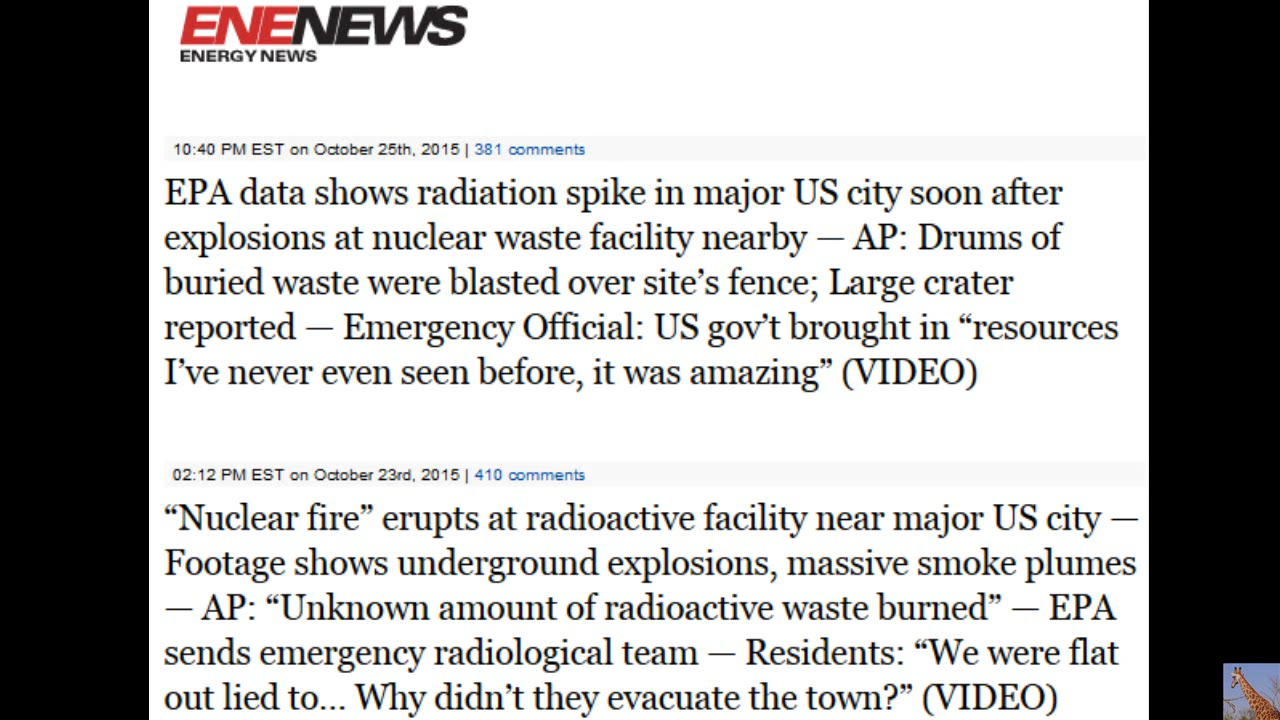 ENENEWS
ENERGY NEWS
10:40 PM EST on October 25th, 2015 | 381 comments
EPA data shows radiation spike in major US city soon after
explosions at nuclear waste facility nearby — AP: Drums of
buried waste were blasted over site’s fence; Large crater
reported — Emergency Official: US gov’t brought in “resources
I’ve never even seen before, it was amazing” (VIDEO)
02:12 PM EST on October 23rd, 2015 | 410 comments
“Nuclear fire” erupts at radioactive facility near major US city —
Footage shows underground explosions, massive smoke plumes
— AP: “Unknown amount of radioactive waste burned” — EPA
sends emergency radiological team — Residents: “We were flat
out lied to... Why didn’t they evacuate the town?” (VIDEO)